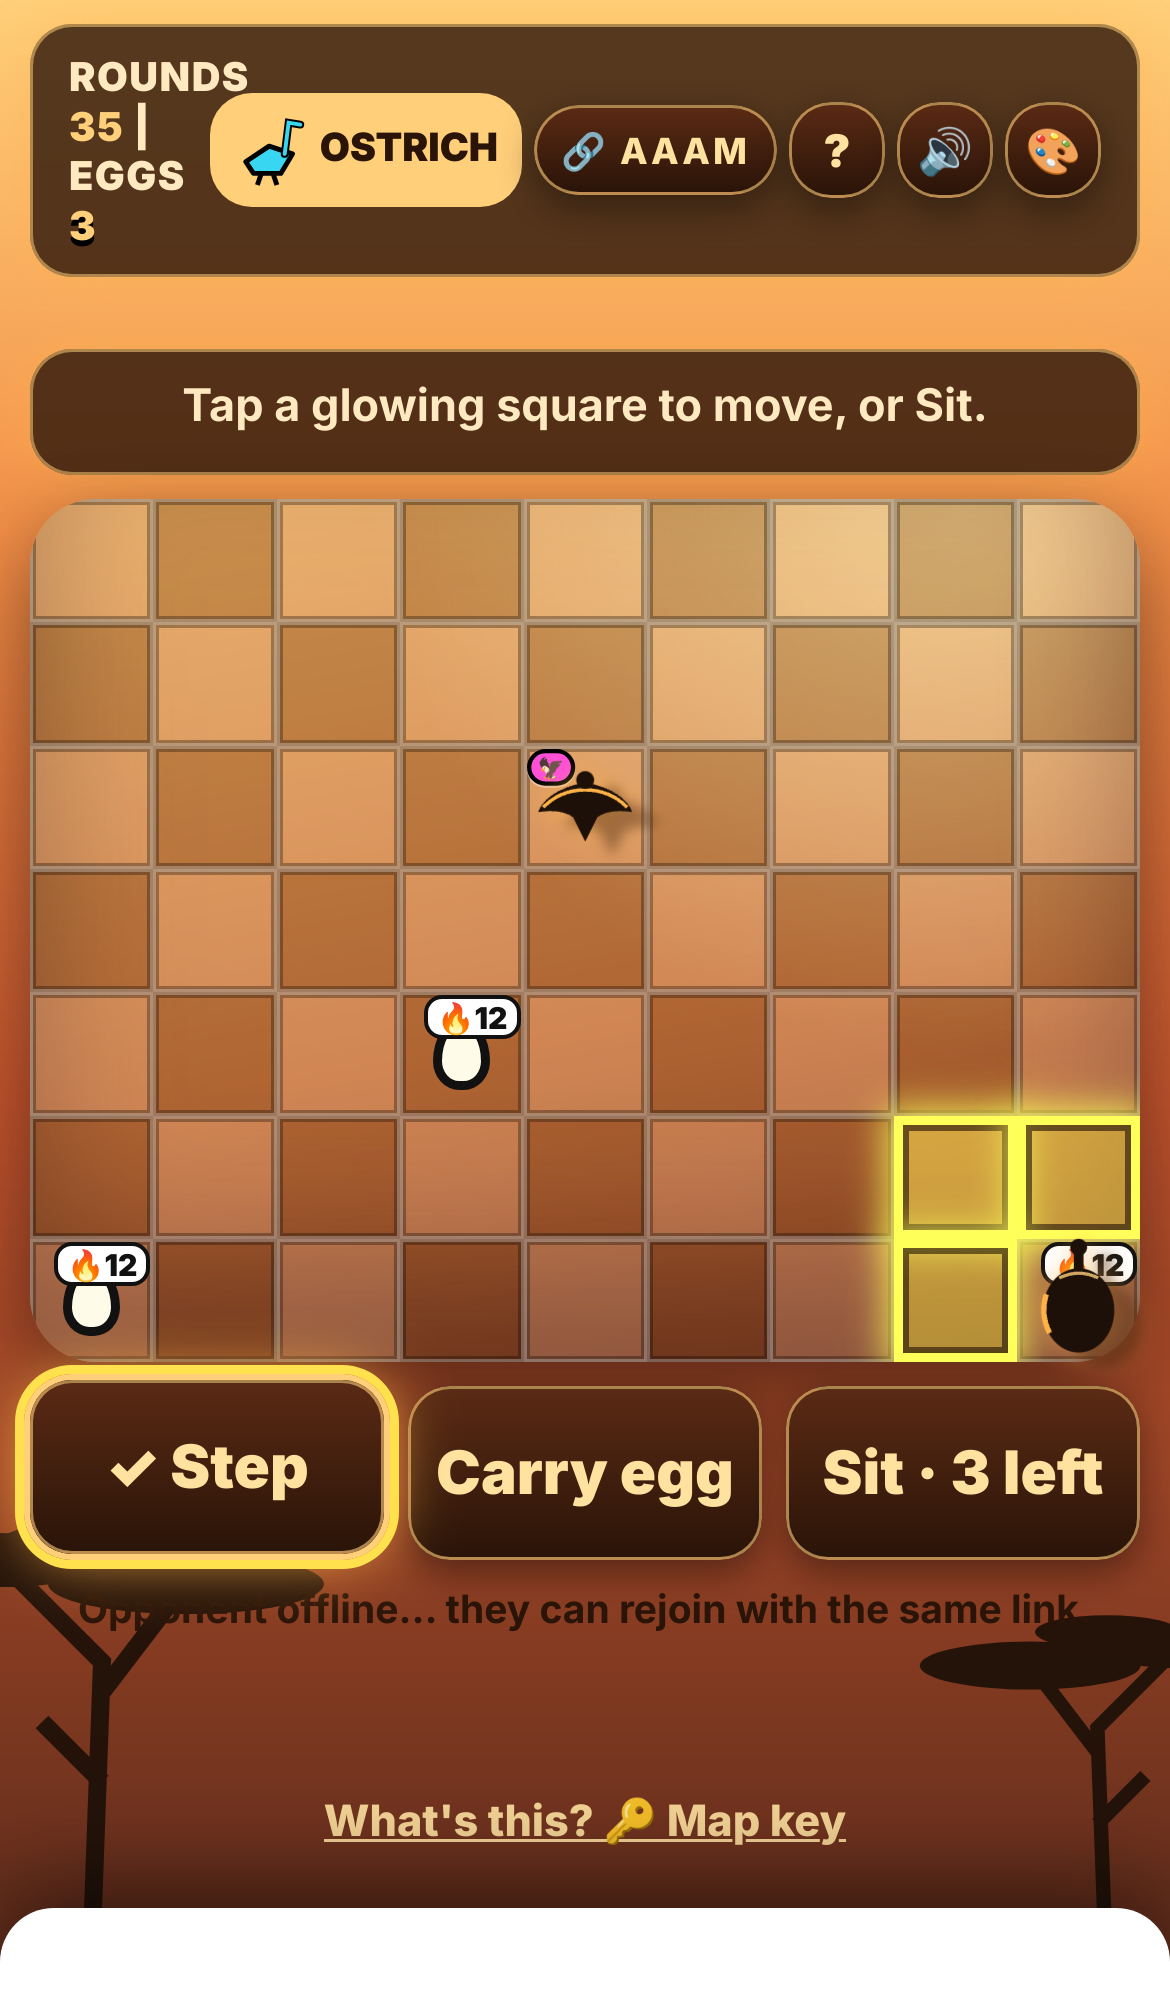 ROUNDS
35 |
EGGS
3
OSTRICH
AAAM
?
Tap a glowing square to move, or Sit.
12
12
12
✓ Step
Carry egg
Sit · 3 left
Opponent offline... they can rejoin with the same link
What's this? 🔑 Map key